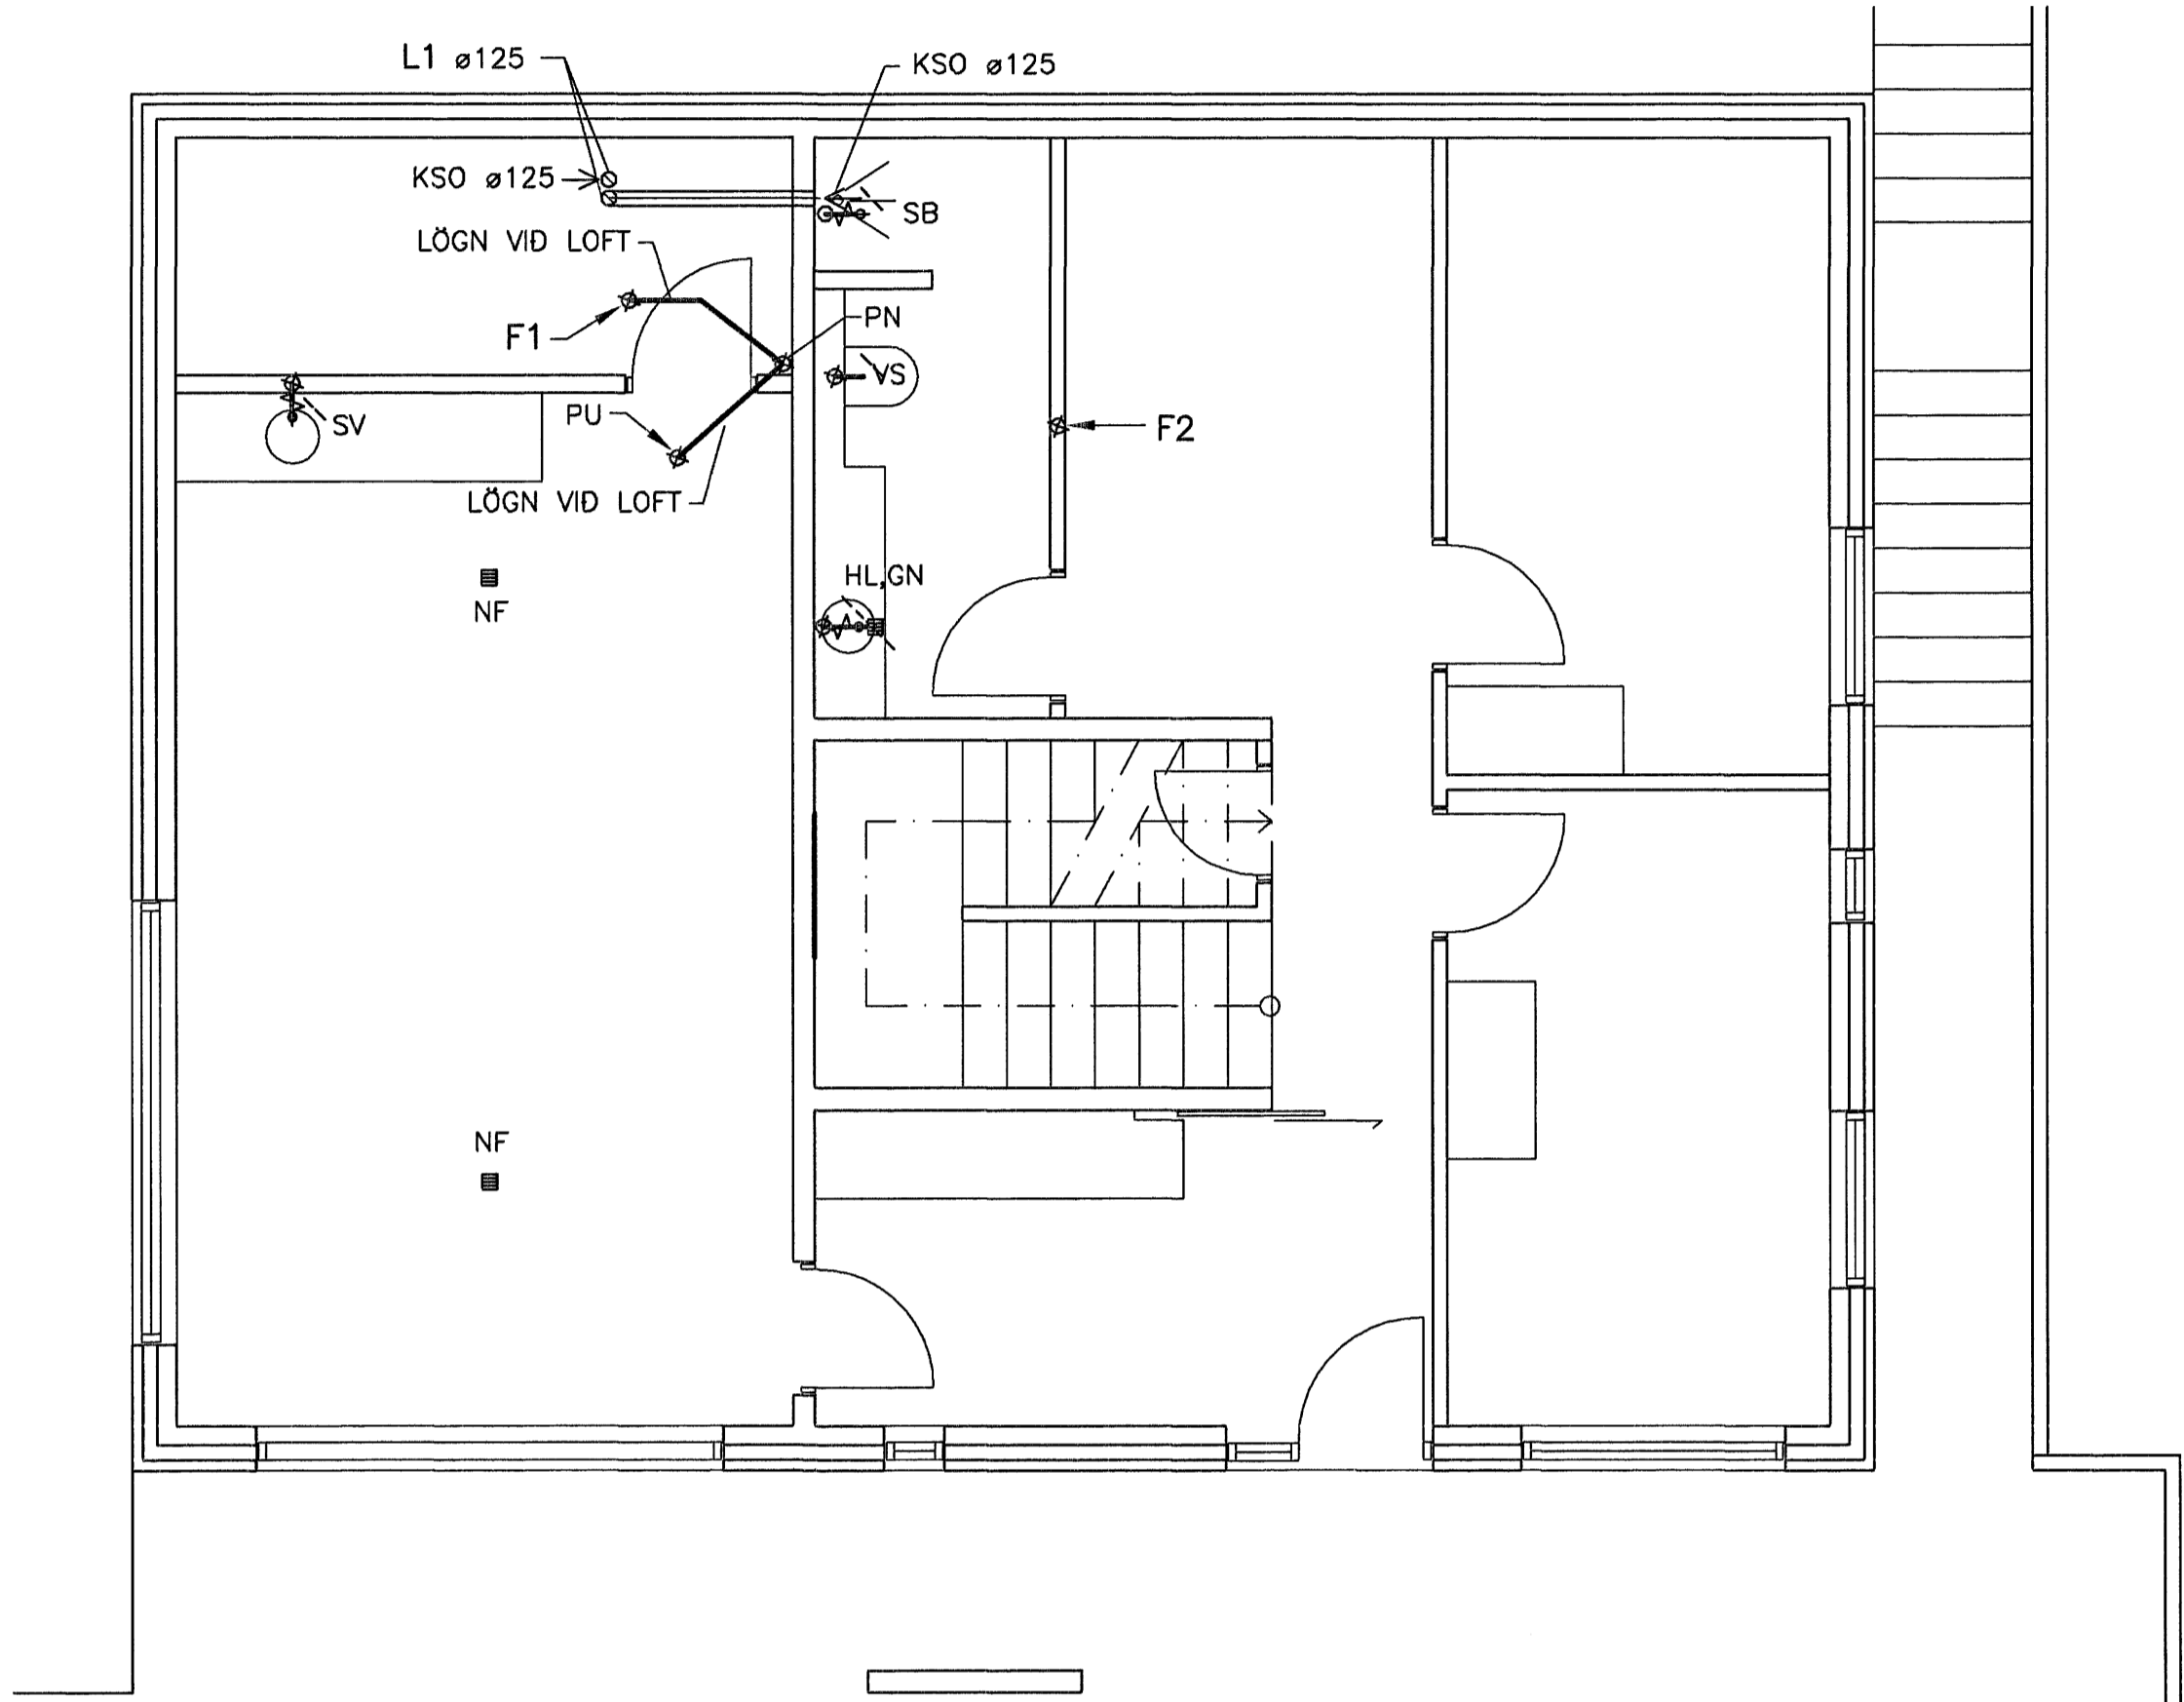 L1 ø125
KSO ø125
KSO ø125
SB
LÖGN VIÐ LOFT
PN
F1
VS
PU
SV
F2
LÖGN VIÐ LOFT
HL,GN
NF
NF